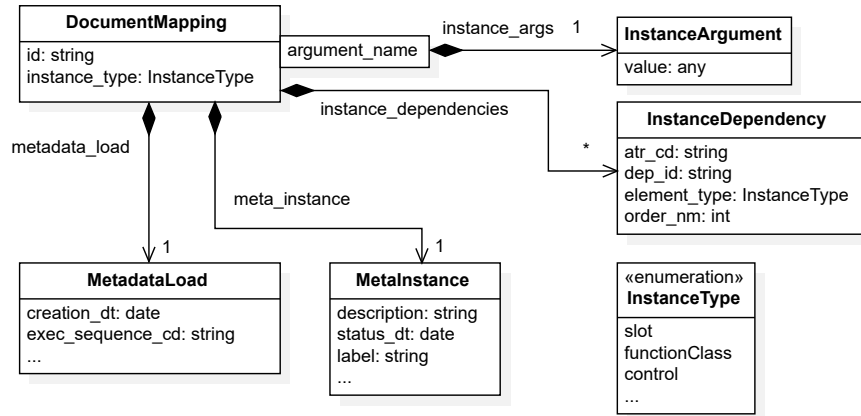 DocumentMapping
id: string
instance_type: InstanceType
argument_name
instance_args
1
InstanceArgument
value: any
instance_dependencies
*
InstanceDependency
atr_cd: string
dep_id: string
element_type: InstanceType
order_nm: int
metadata_load
1
meta_instance
1
MetadataLoad
creation_dt: date
exec_sequence_cd: string
...
MetaInstance
description: string
status_dt: date
label: string
...
«enumeration»
InstanceType
slot
functionClass
control
...